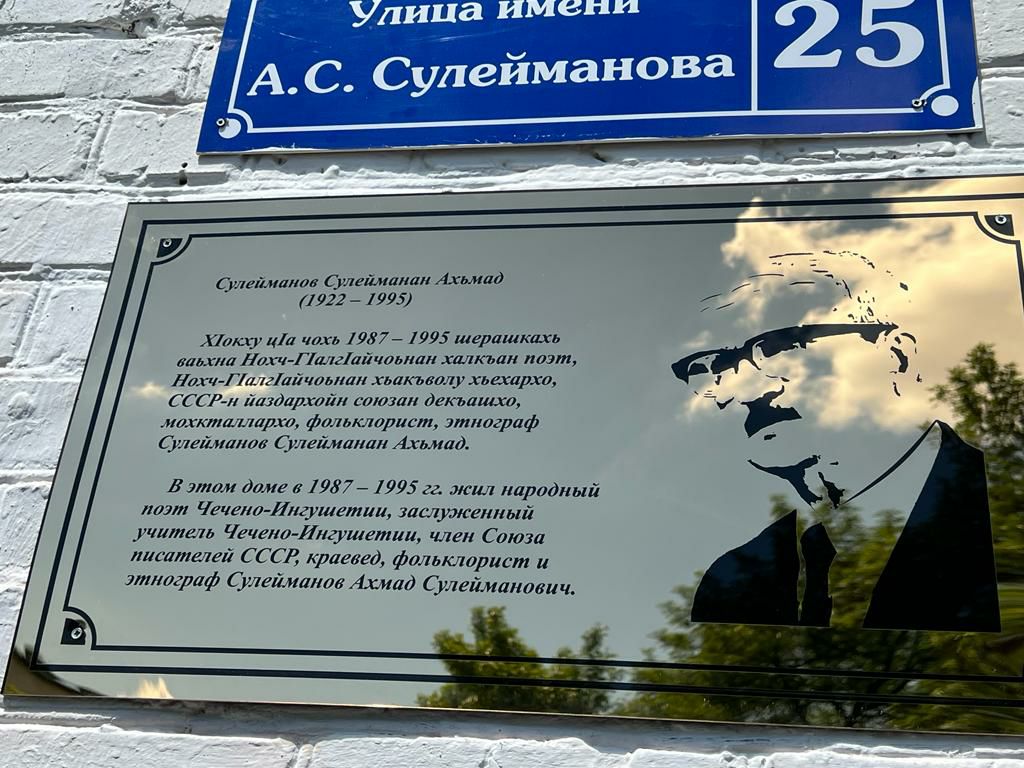 Улица имени
А.С. Сулейманова
25
Сулейманов Сулейманан Ахьмад
(1922 – 1995)
ХIокху цIа чохь 1987 – 1995 шерашкахь
ваьхна Нохч-ГIалгIайчоьнан халкъан поэт,
Нохч-ГIалгIайчоьнан хьакъволу хьехархо,
СССР-н йаздархойн союзан декъашхо,
мохкталлархо, фольклорист, этнограф
Сулейманов Сулейманан Ахьмад.
В этом доме в 1987 – 1995 гг. жил народный
поэт Чечено-Ингушетии, заслуженный
учитель Чечено-Ингушетии, член Союза
писателей СССР, краевед, фольклорист и
этнограф Сулейманов Ахмад Сулейманович.